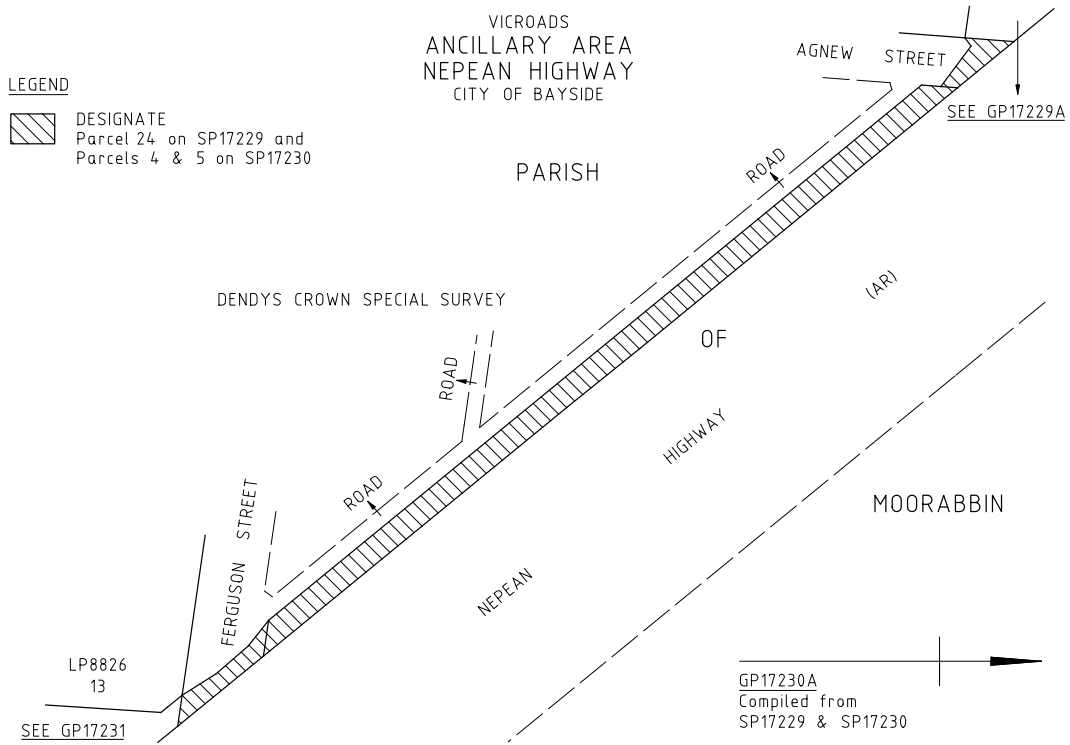 VICROADS
ANCILLARY AREA
NEPEAN HIGHWAY
CITY OF BAYSIDE
LEGEND
DESIGNATE
Parcel 24 on SP17229 and
Parcels 4 & 5 on SP17230
AGNEW STREET
SEE GP17229A
PARISH
ROAD
DENDYS CROWN SPECIAL SURVEY
(AR)
OF
ROAD
HIGHWAY
ROAD
MOORABBIN
FERGUSON STREET
NEPEAN
LP8826
13
SEE GP17231
GP17230A
Compiled from
SP17229 & SP17230